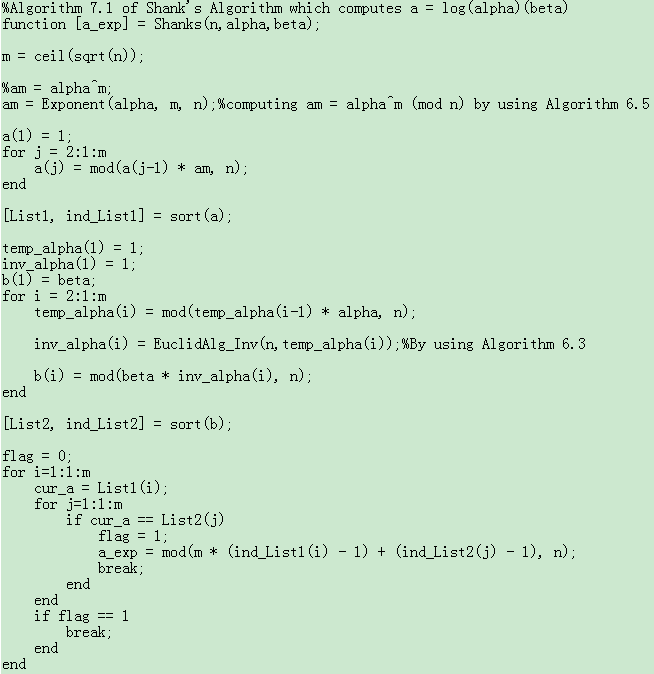 %Algorithm 7.1 of Shank's Algorithm which computes a = log(alpha)(beta)
function [a_exp] = Shanks(n,alpha,beta);
m = ceil(sqrt(n));
%am = alpha^m;
am = Exponent(alpha, m, n);%computing am = alpha^m (mod n) by using Algorithm 6.5
a(1) = 1;
for j = 2:1:m
    a(j) = mod(a(j-1) * am, n);
end
[List1, ind_List1] = sort(a);
temp_alpha(1) = 1;
inv_alpha(1) = 1;
b(1) = beta;
for i = 2:1:m
    temp_alpha(i) = mod(temp_alpha(i-1) * alpha, n);
    inv_alpha(i) = EuclidAlg_Inv(n,temp_alpha(i));%By using Algorithm 6.3
    b(i) = mod(beta * inv_alpha(i), n);
end
[List2, ind_List2] = sort(b);
flag = 0;
for i=1:1:m
    cur_a = List1(i);
    for j=1:1:m
        if cur_a == List2(j)
            flag = 1;
            a_exp = mod(m * (ind_List1(i) - 1) + (ind_List2(j) - 1), n);
            break;
        end
    end
    if flag == 1
        break;
    end
end